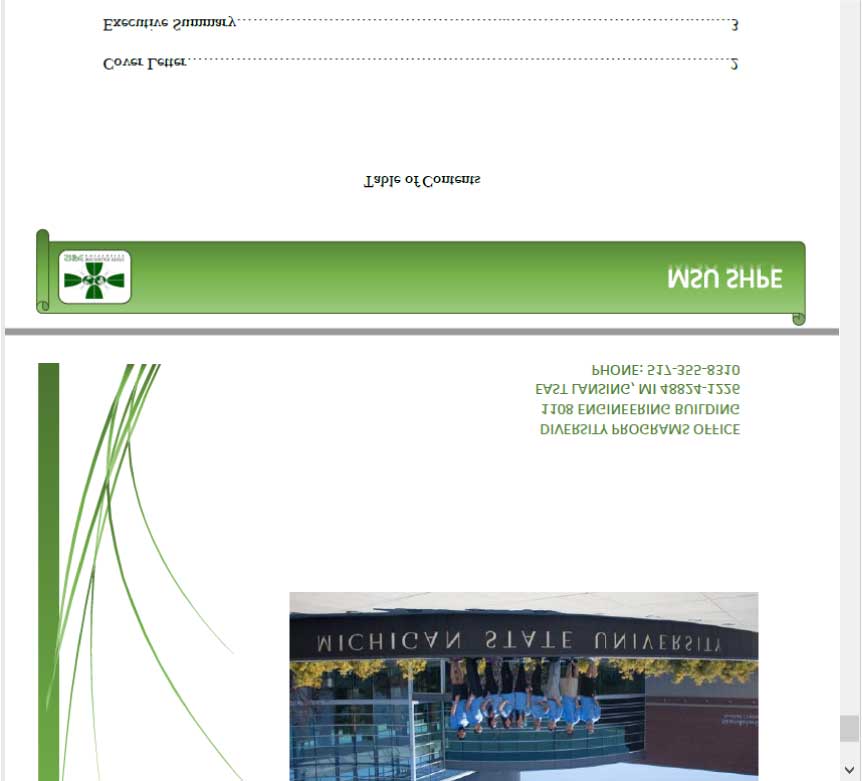 MICHIGAN STATE UNIVERSITY
DIVERSITY PROGRAMS OFFICE
1108 ENGINEERING BUILDING
EAST LANSING, MI 48824-1226
PHONE: 517-355-8310
MSU SHPE
SHPE
Table of Contents
Cover Letter 2
Executive Summary 3